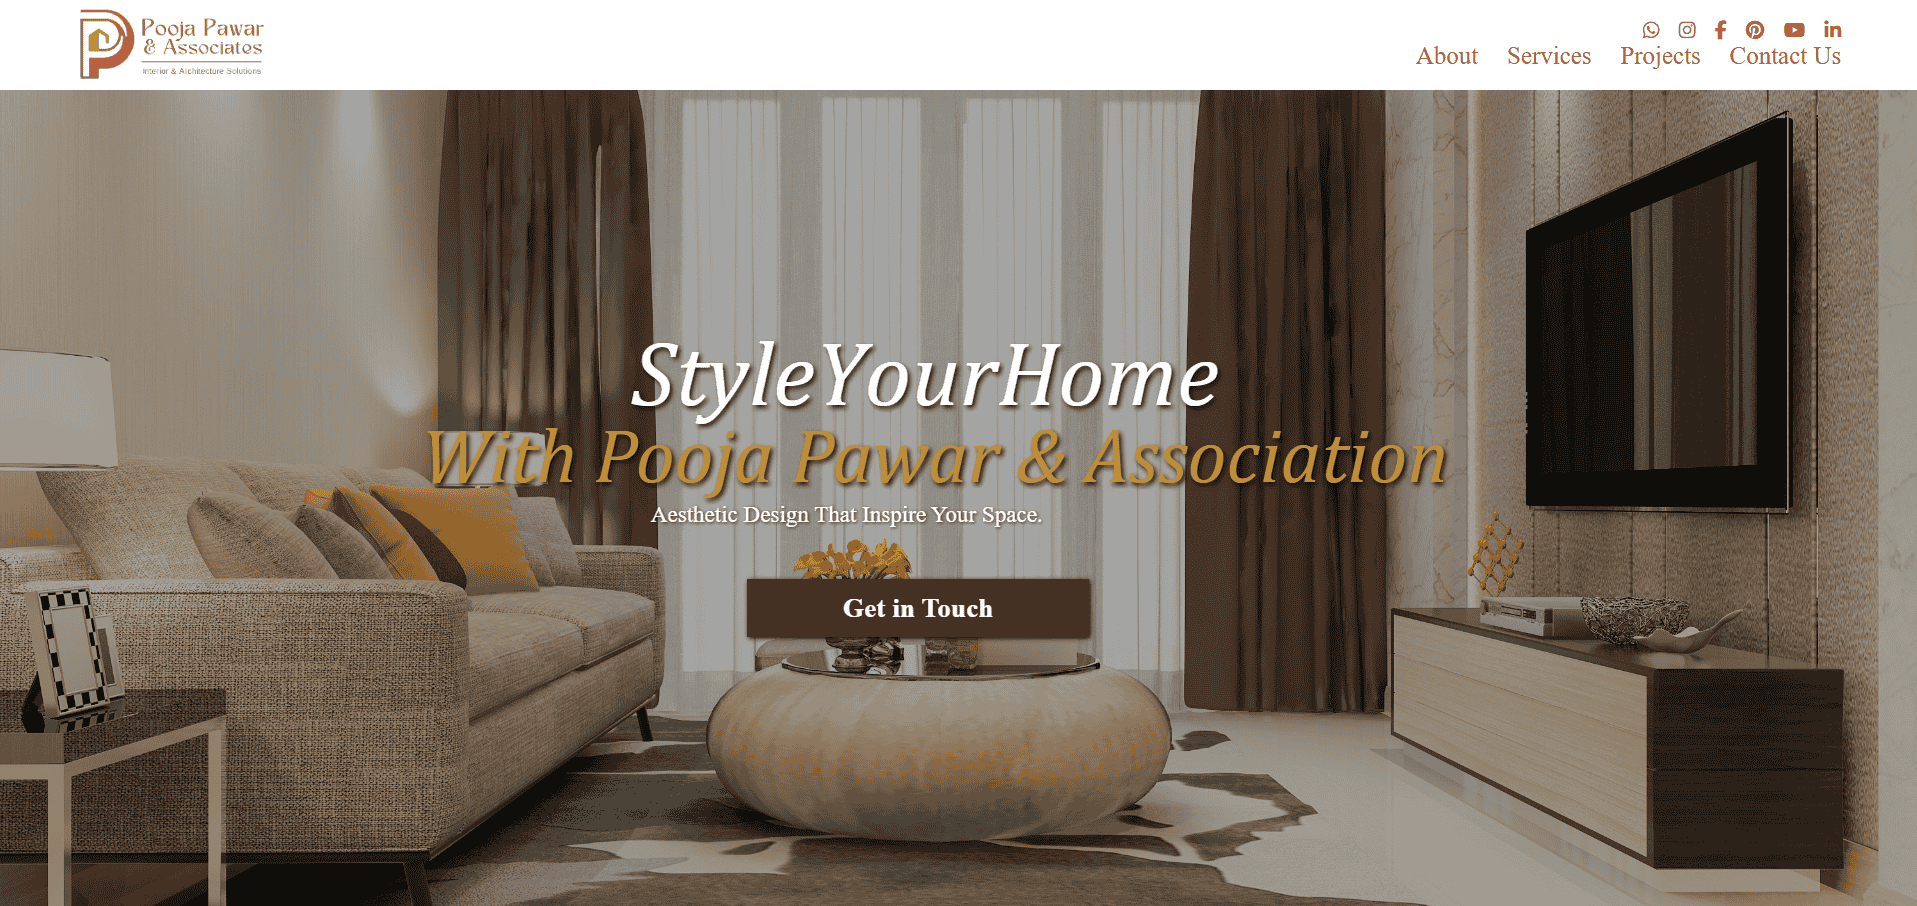 Pooja Pawar
& Associates
Interior & Architecture Solutions
About Services Projects Contact Us
StyleYourHome
With Pooja Pawar & Association
Aesthetic Design That Inspire Your Space.
Get in Touch